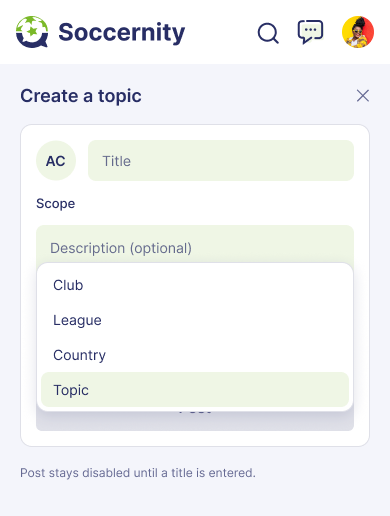 Soccernity
Create a topic
AC
Title
Scope
Description (optional)
Club
League
Country
Topic
Post stays disabled until a title is entered.